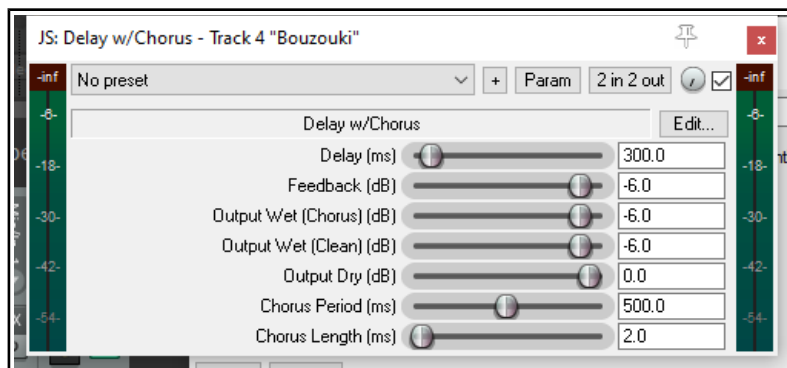 JS: Delay w/Chorus - Track 4 "Bouzouki"
x
-inf No preset + Param 2 in 2 out -inf
-6- -6-
Delay w/Chorus Edit...
Delay (ms) 300.0
-18- -18-
Feedback (dB) -6.0
Output Wet (Chorus) (dB) -6.0
-30- -30-
Output Wet (Clean) (dB) -6.0
-42- -42-
Output Dry (dB) 0.0
Chorus Period (ms) 500.0
-54- -54-
Chorus Length (ms) 2.0